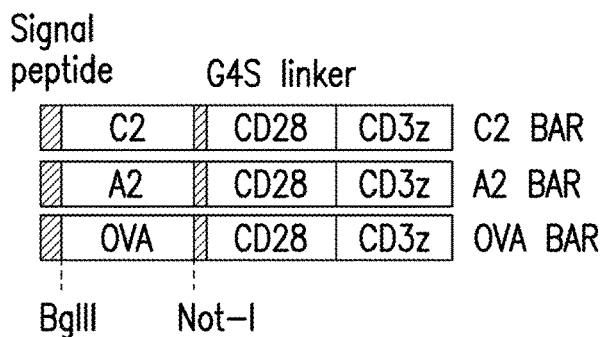 Signal
peptide
G4S linker
C2 CD28 CD3z C2 BAR
A2 CD28 CD3z A2 BAR
OVA CD28 CD3z OVA BAR
BglII Not-I